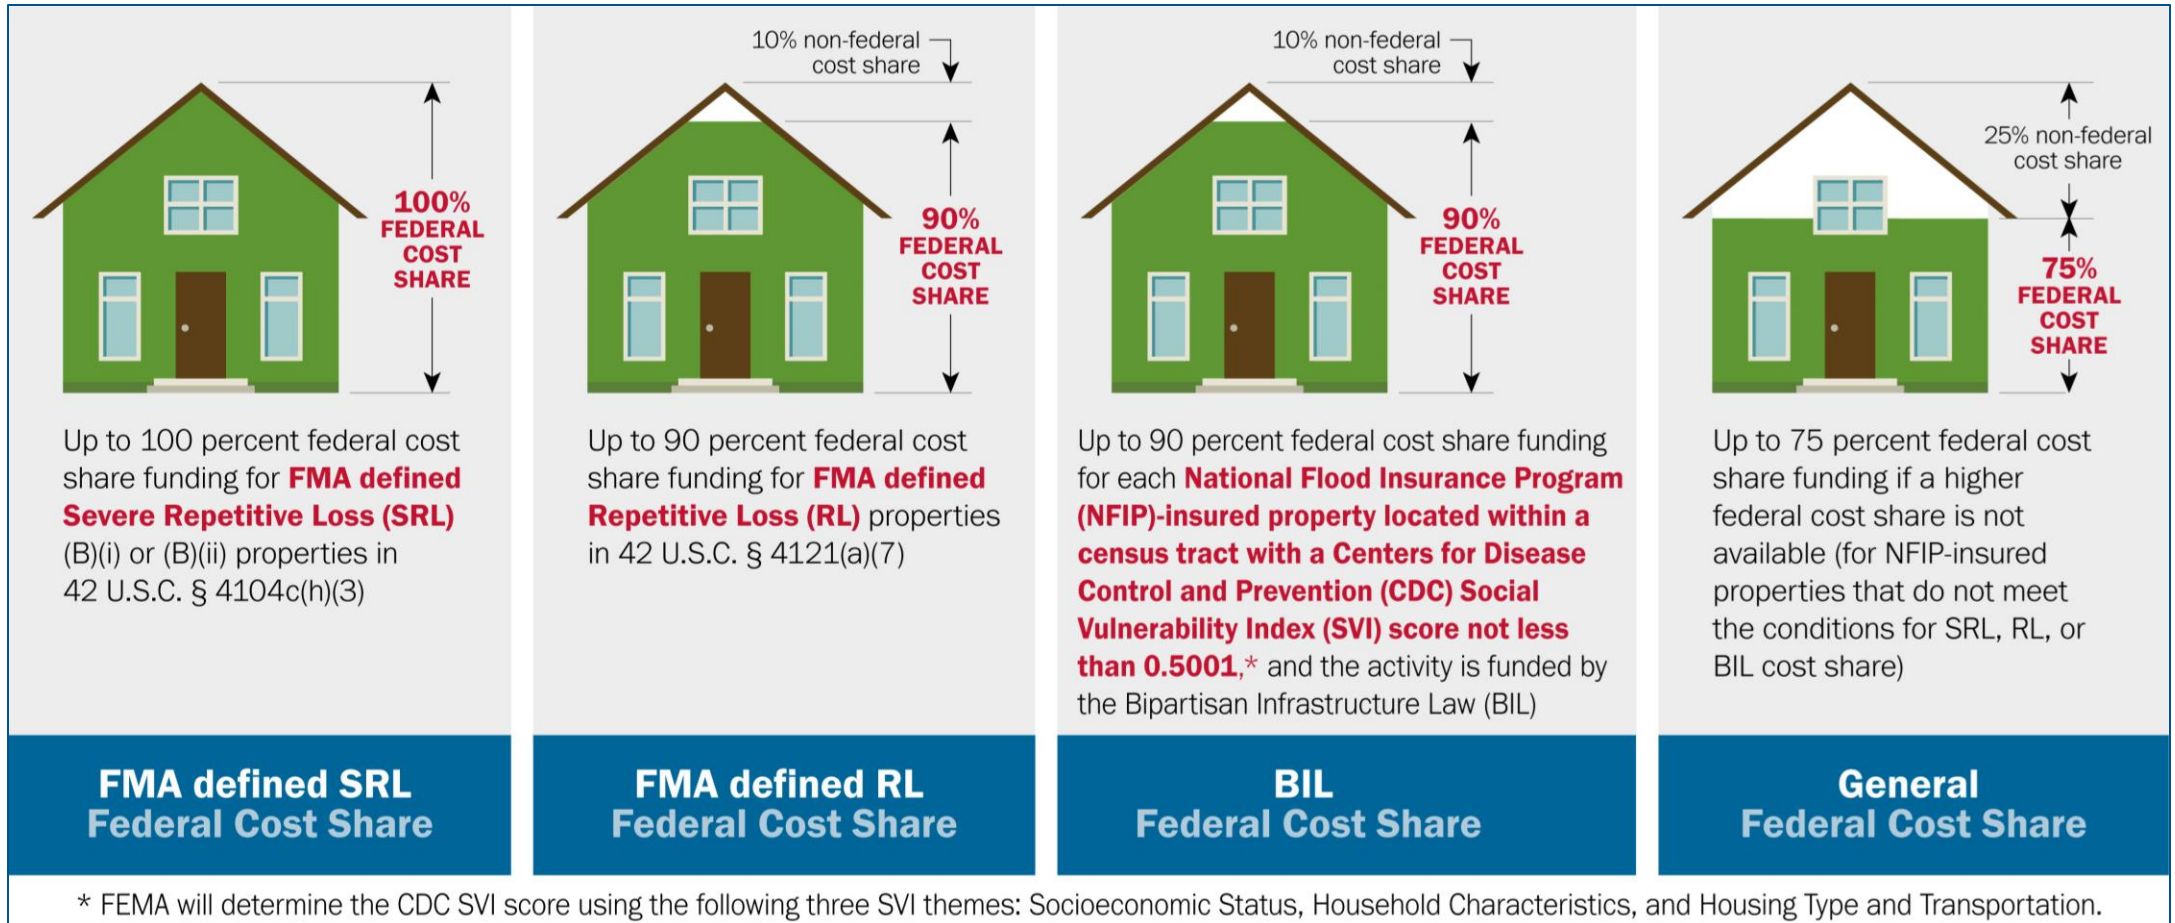 100%
FEDERAL
COST
SHARE
Up to 100 percent federal cost
share funding for FMA defined
Severe Repetitive Loss (SRL)
(B)(i) or (B)(ii) properties in
42 U.S.C. § 4104c(h)(3)
FMA defined SRL
Federal Cost Share
10% non-federal
cost share
90%
FEDERAL
COST
SHARE
Up to 90 percent federal cost
share funding for FMA defined
Repetitive Loss (RL) properties
in 42 U.S.C. § 4121(a)(7)
FMA defined RL
Federal Cost Share
10% non-federal
cost share
90%
FEDERAL
COST
SHARE
Up to 90 percent federal cost share funding
for each National Flood Insurance Program
(NFIP)-insured property located within a
census tract with a Centers for Disease
Control and Prevention (CDC) Social
Vulnerability Index (SVI) score not less
than 0.5001,* and the activity is funded by
the Bipartisan Infrastructure Law (BIL)
BIL
Federal Cost Share
25% non-federal
cost share
75%
FEDERAL
COST
SHARE
Up to 75 percent federal cost
share funding if a higher
federal cost share is not
available (for NFIP-insured
properties that do not meet
the conditions for SRL, RL, or
BIL cost share)
General
Federal Cost Share
* FEMA will determine the CDC SVI score using the following three SVI themes: Socioeconomic Status, Household Characteristics, and Housing Type and Transportation.